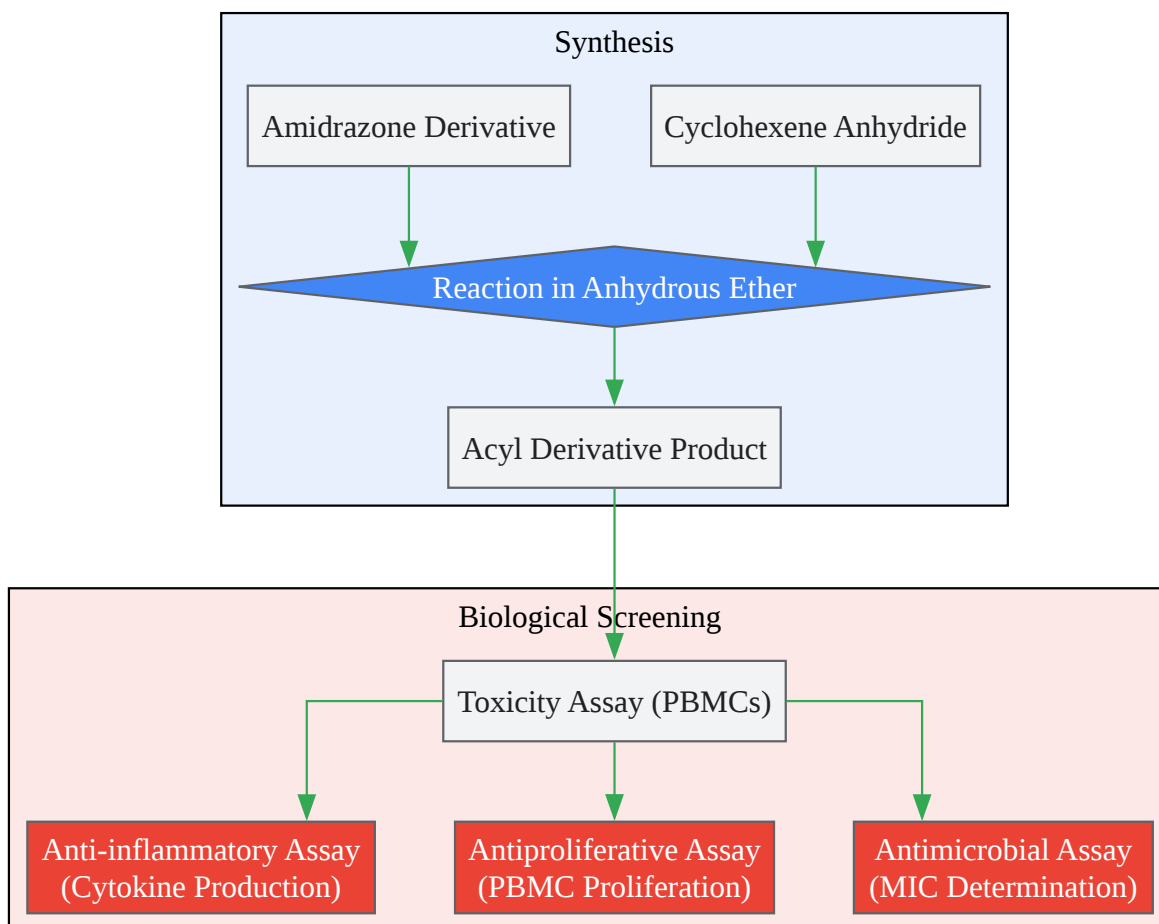 Synthesis
Amidrazone Derivative
Cyclohexene Anhydride
Reaction in Anhydrous Ether
Acyl Derivative Product
Biological Screening
Toxicity Assay (PBMCs)
Anti-inflammatory Assay
(Cytokine Production)
Antiproliferative Assay
(PBMC Proliferation)
Antimicrobial Assay
(MIC Determination)